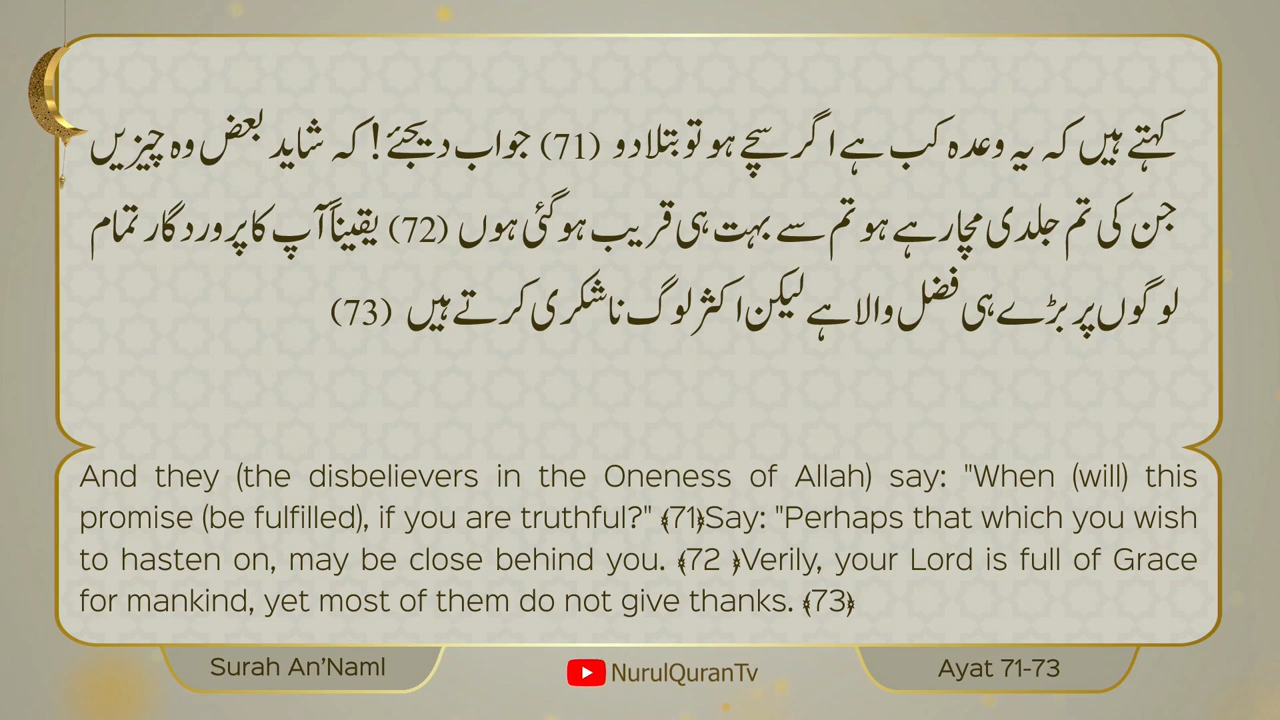 کہتے ہیں کہ یہ وعدہ کب ہے اگر سچے ہو تو بتلا دو (71) جواب دیجئے! کہ شاید بعض وہ چیزیں
جن کی تم جلدی مچا رہے ہو تم سے بہت ہی قریب ہوگئی ہوں (72) یقیناً آپ کا پروردگار تمام
لوگوں پر بڑے ہی فضل والا ہے لیکن اکثر لوگ ناشکری کرتے ہیں (73)
And they (the disbelievers in the Oneness of Allah) say: "When (will) this
promise (be fulfilled), if you are truthful?" ﴾71﴿Say: "Perhaps that which you wish
to hasten on, may be close behind you. ﴾72 ﴿Verily, your Lord is full of Grace
for mankind, yet most of them do not give thanks. ﴾73﴿
Surah An’Naml
NurulQuranTv
Ayat 71-73